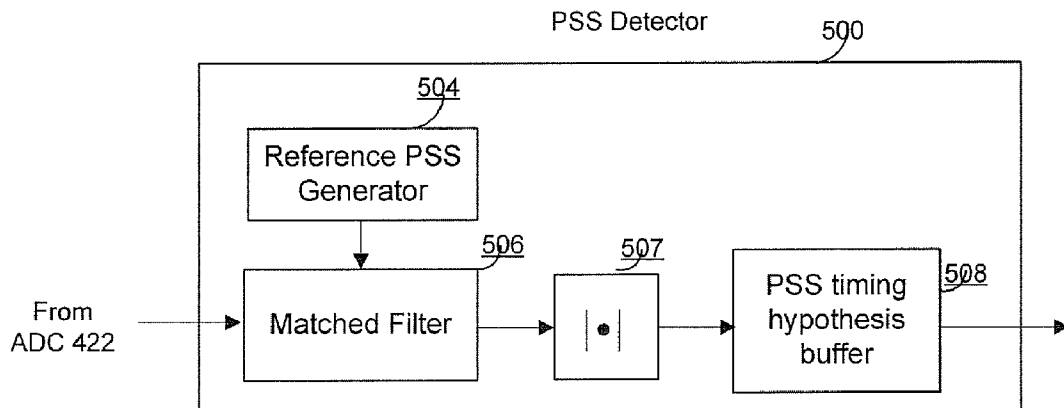 PSS Detector
500
504
Reference PSS
Generator
506
507
508
From
ADC 422
Matched Filter
|●|
PSS timing
hypothesis
buffer